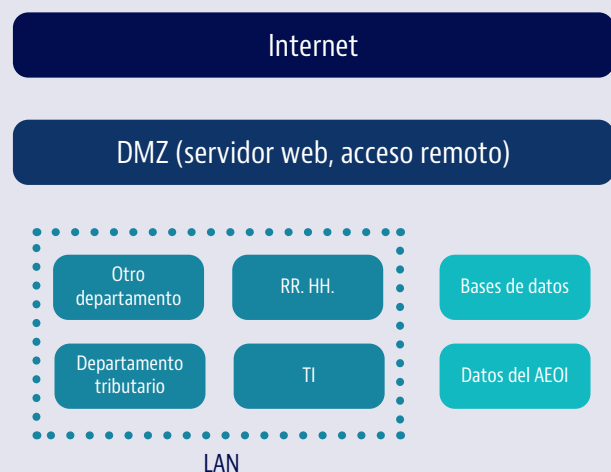 Internet
DMZ (servidor web, acceso remoto)
Otro
departamento
RR. HH.
Bases de datos
Departamento
tributario
TI
Datos del AEOI
LAN